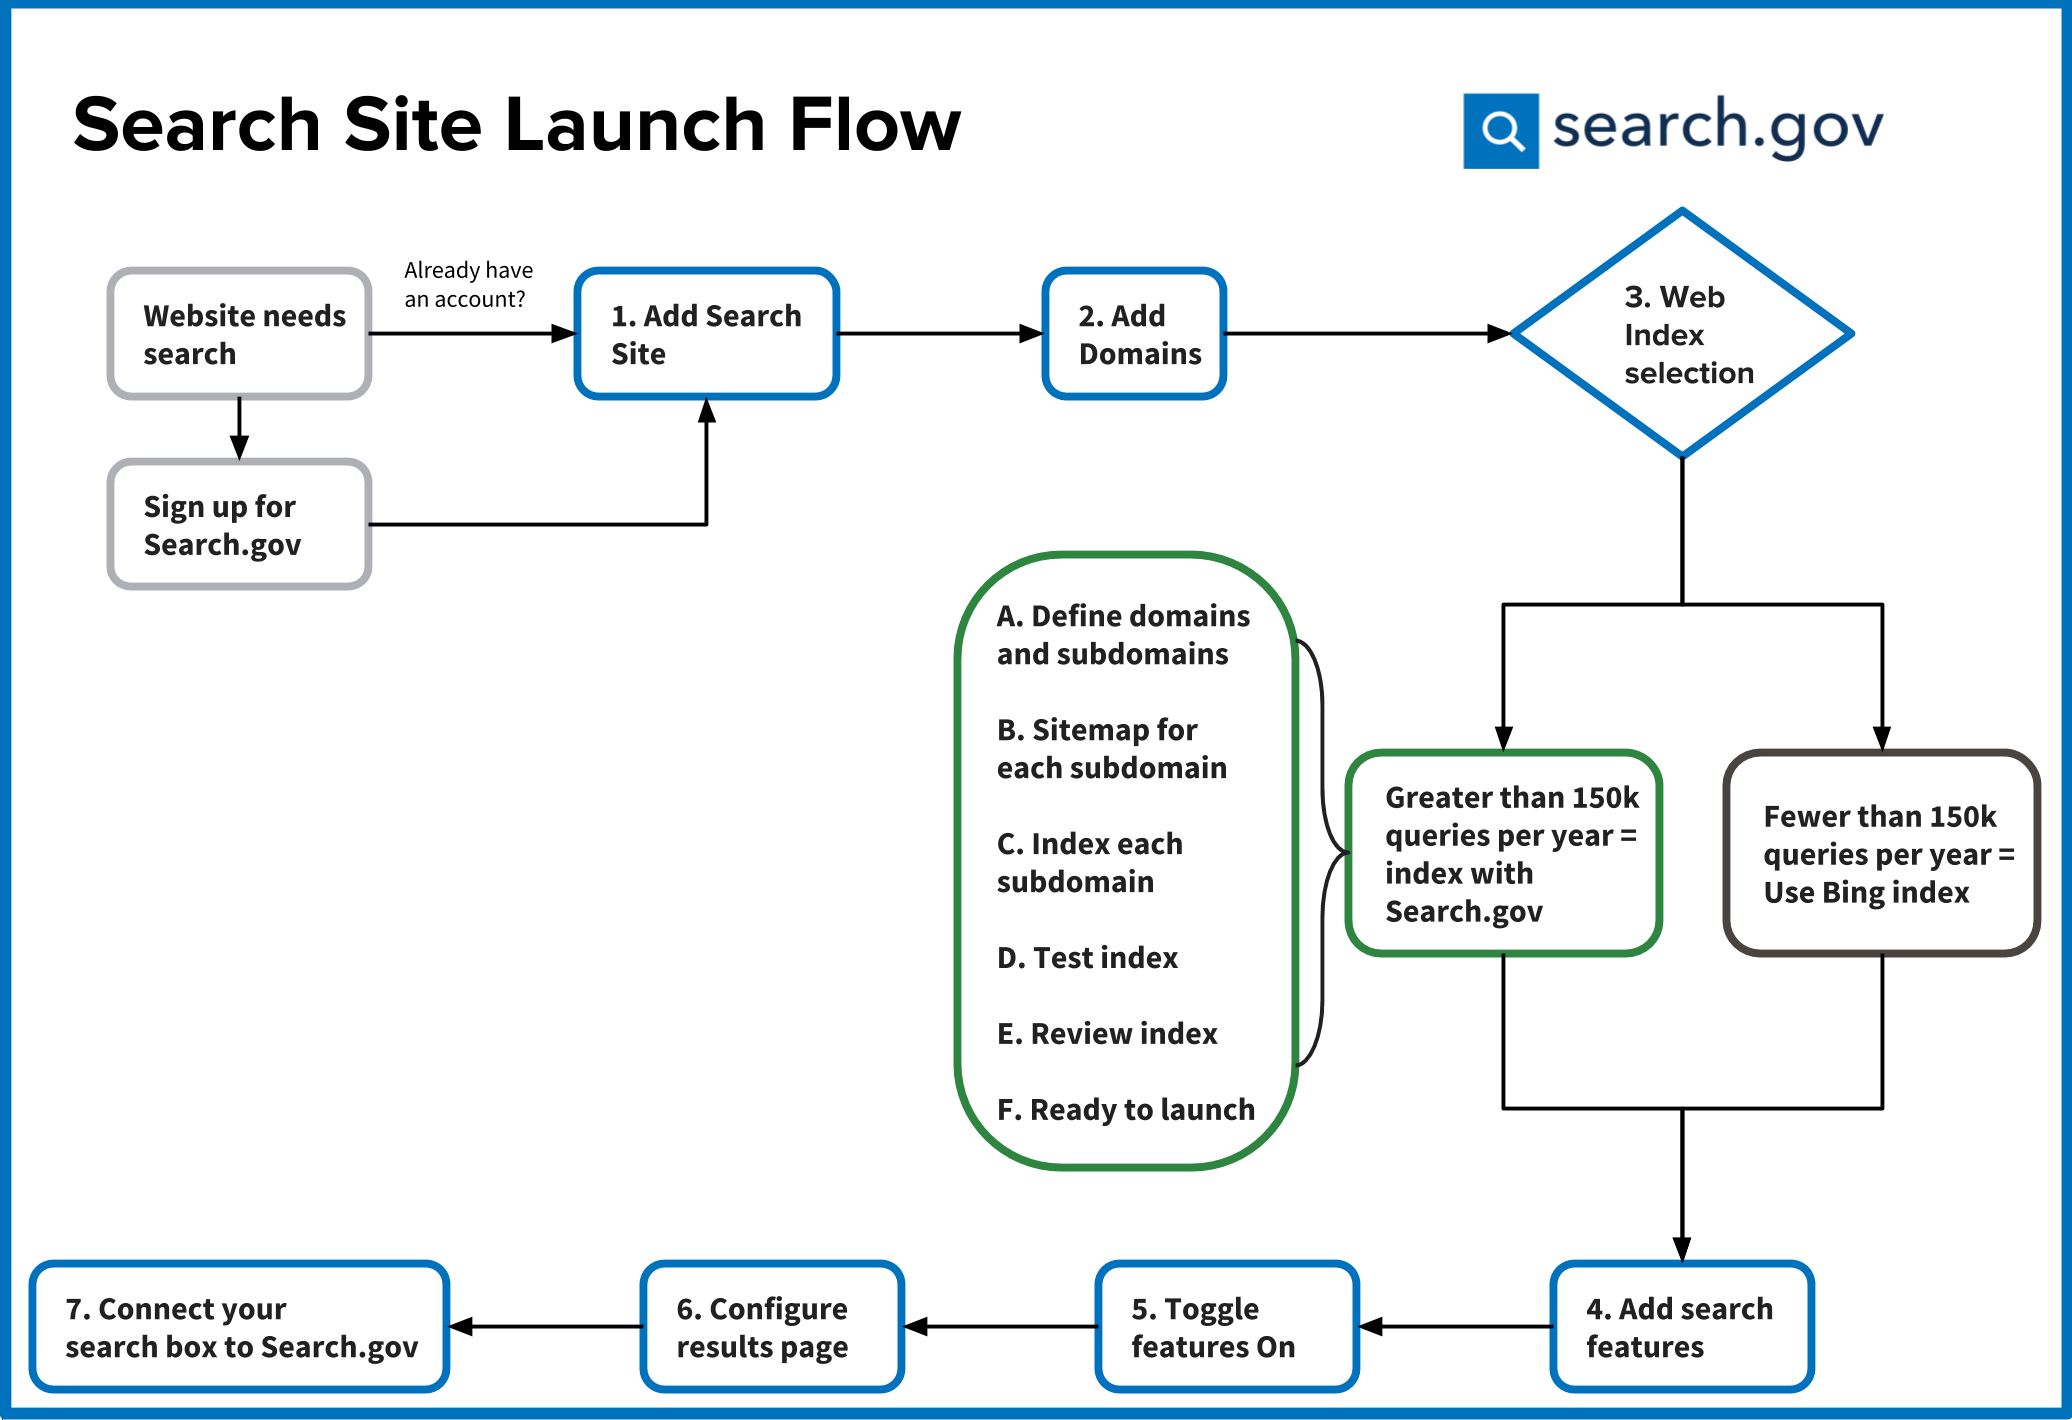 Search Site Launch Flow
search.gov
Website needs
search
Already have
an account?
1. Add Search
Site
2. Add
Domains
3. Web
Index
selection
Sign up for
Search.gov
A. Define domains
and subdomains
B. Sitemap for
each subdomain
C. Index each
subdomain
D. Test index
E. Review index
F. Ready to launch
Greater than 150k
queries per year =
index with
Search.gov
Fewer than 150k
queries per year =
Use Bing index
4. Add search
features
5. Toggle
features On
6. Configure
results page
7. Connect your
search box to Search.gov